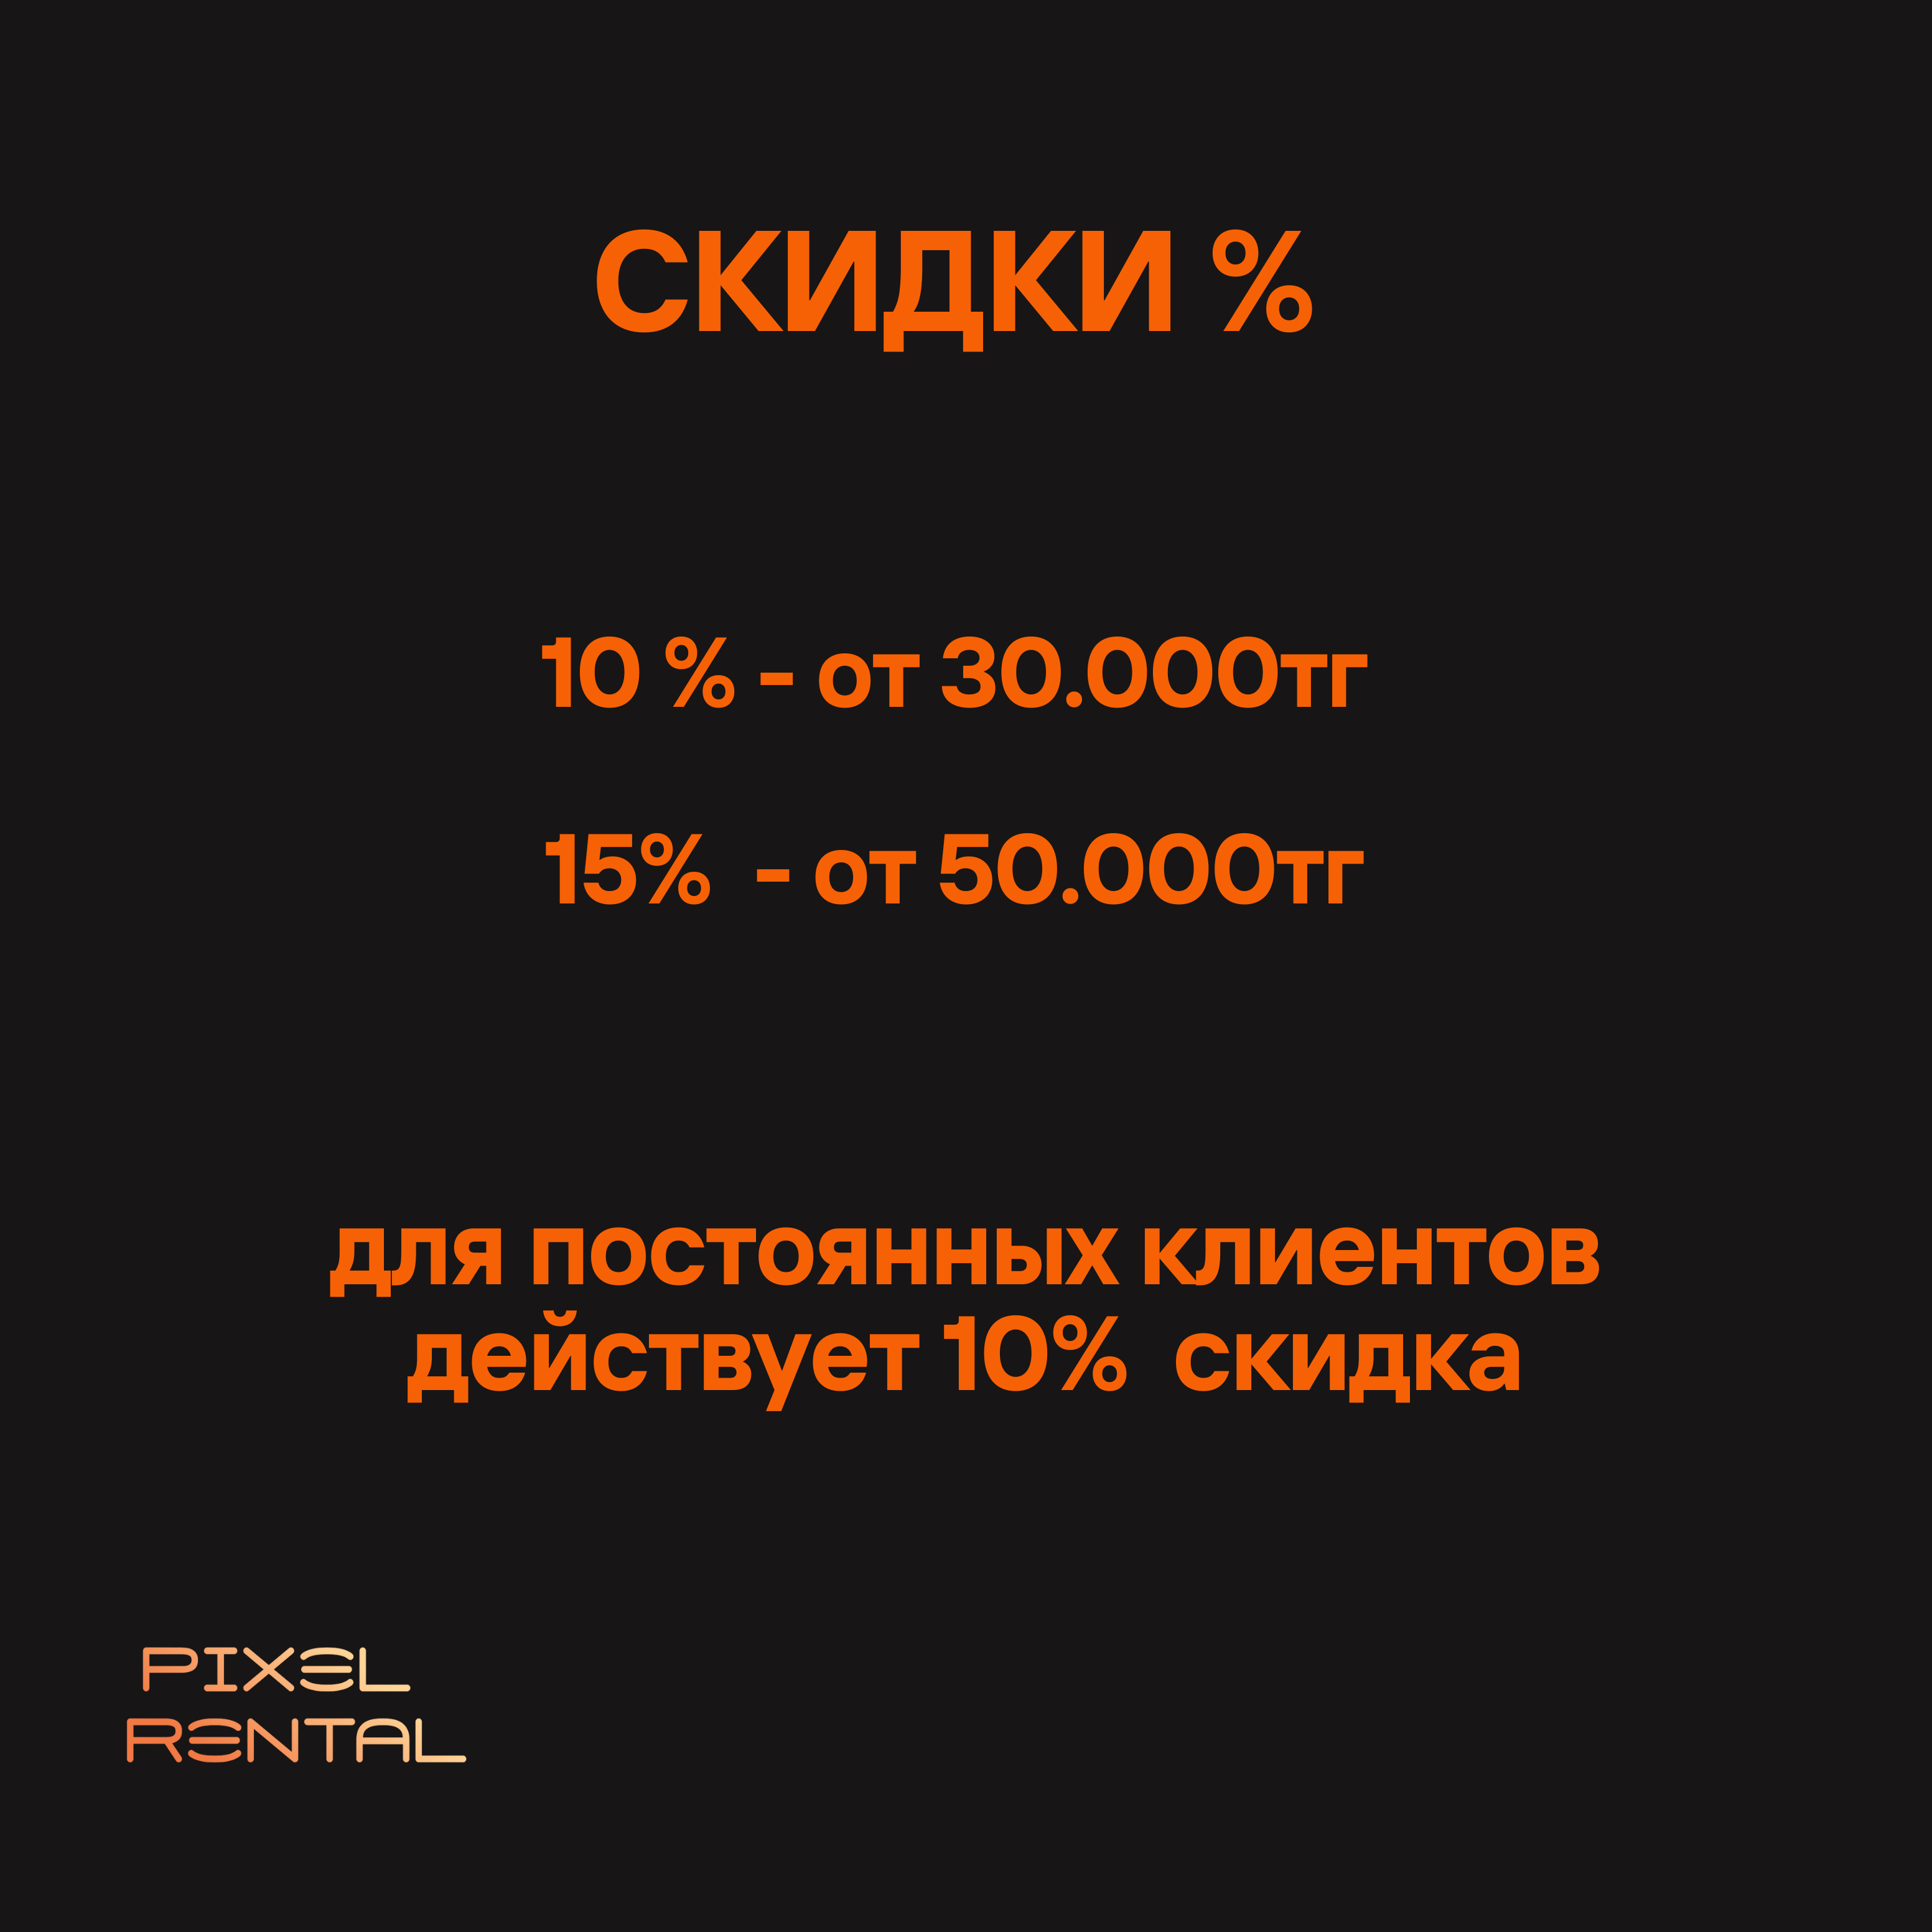 СКИДКИ %
10 % - от 30.000тг
15% - от 50.000тг
для постоянных клиентов
действует 10% скидка
PIXEL
RENTAL